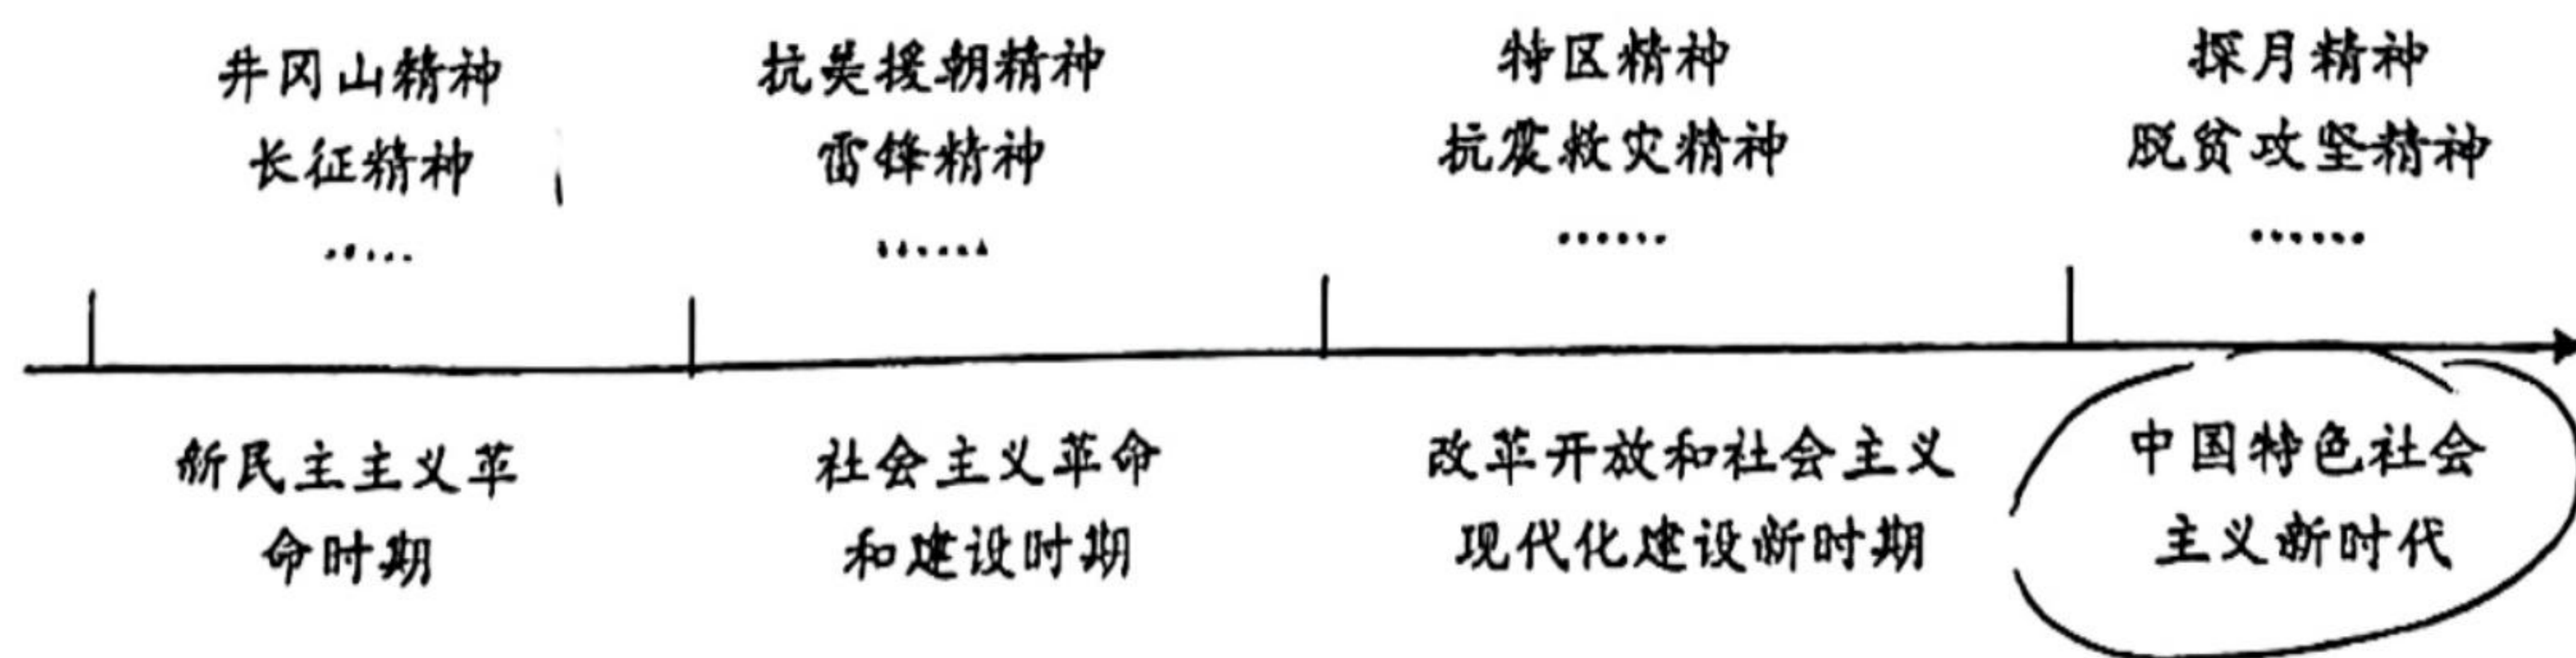 井冈山精神
长征精神
……
抗美援朝精神
雷锋精神
……
特区精神
抗震救灾精神
……
探月精神
脱贫攻坚精神
……
新民主主义革
命时期
社会主义革命
和建设时期
改革开放和社会主义
现代化建设新时期
中国特色社会
主义新时代